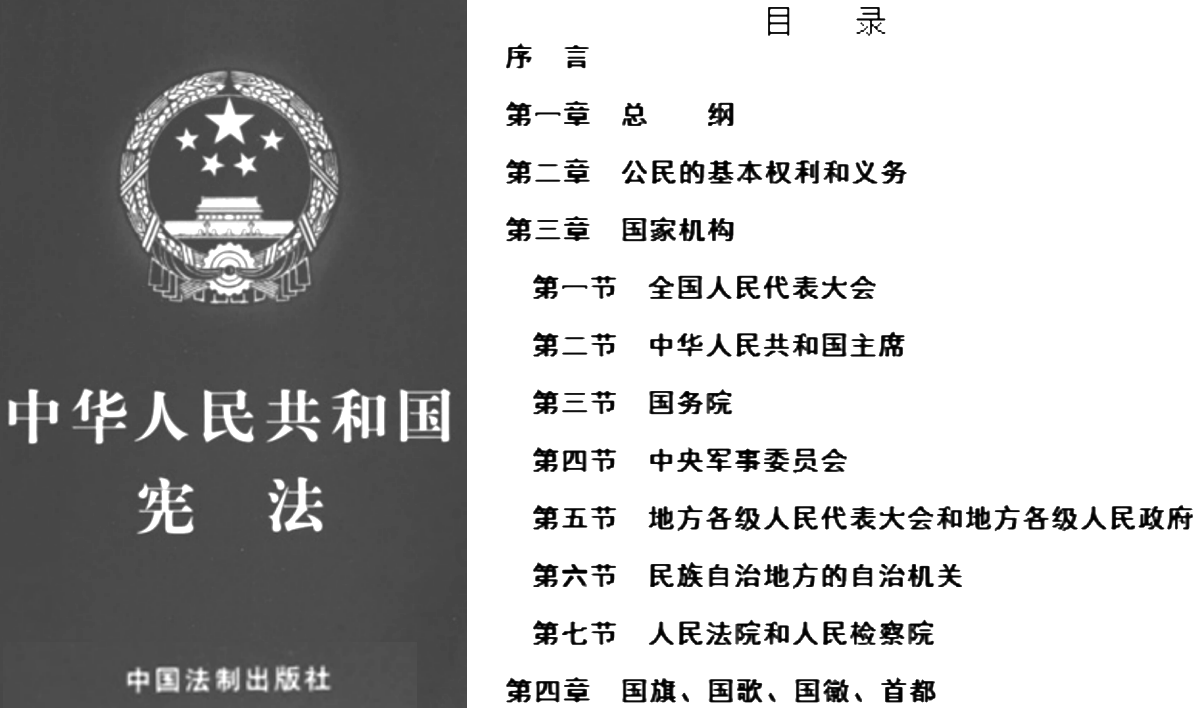 中华人民共和国
宪 法
中国法制出版社
目 录
序 言
第一章 总 纲
第二章 公民的基本权利和义务
第三章 国家机构
第一节 全国人民代表大会
第二节 中华人民共和国主席
第三节 国务院
第四节 中央军事委员会
第五节 地方各级人民代表大会和地方各级人民政府
第六节 民族自治地方的自治机关
第七节 人民法院和人民检察院
第四章 国旗、国歌、国徽、首都